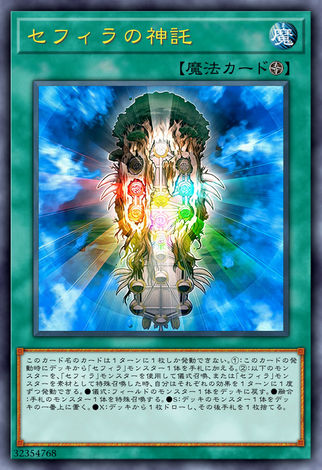 セフィラの神託
魔
【魔法カード】
このカード名のカードは1ターンに1枚しか発動できない。①:このカードの発
動時にデッキから「セフィラ」モンスター1体を手札に加える。②:以下のモン
スターを、「セフィラ」モンスターを使用して儀式召喚、または「セフィラ」モン
スターを素材として特殊召喚した時、自分はそれぞれの効果を1ターンに1度
ずつ発動できる。●儀式:フィールドのモンスター1体をデッキに戻す。●融合
:手札のモンスター1体を特殊召喚する。●S:デッキのモンスター1体をデッ
キの一番上に置く。●X:デッキから1枚ドローし、その後手札を1枚捨てる。
32354768